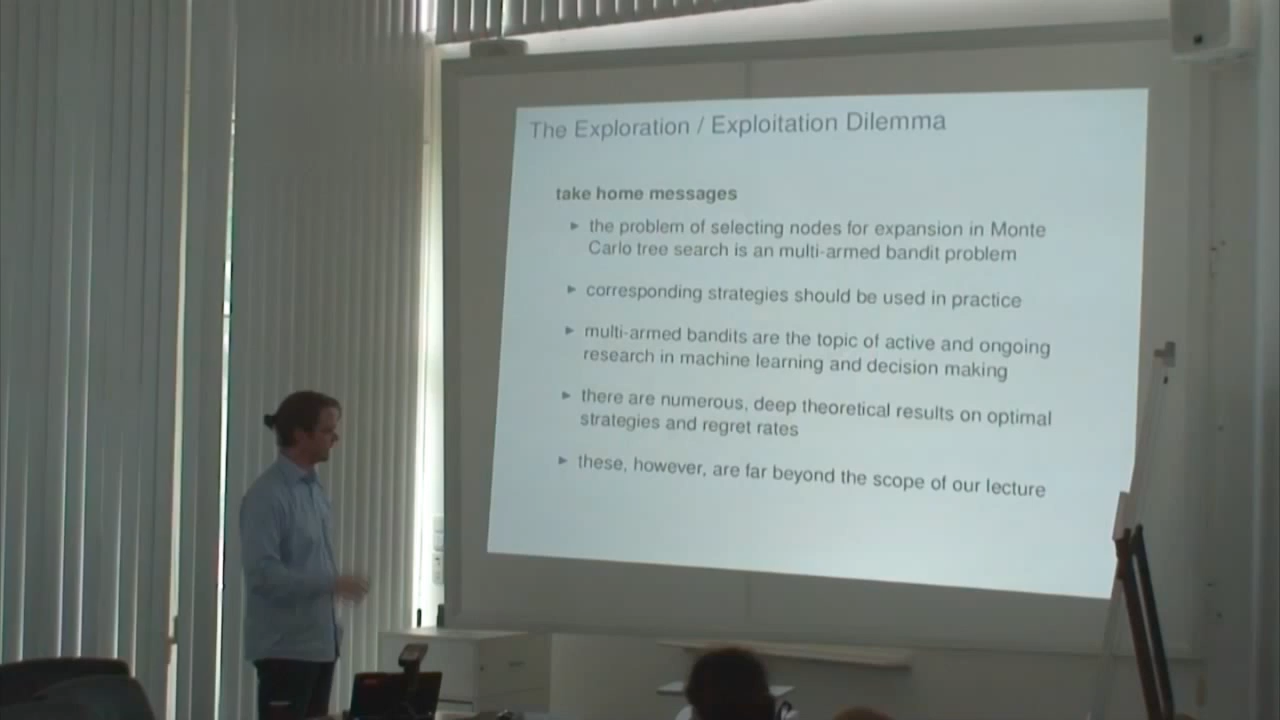 The Exploration / Exploitation Dilemma
take home messages
► the problem of selecting nodes for expansion in Monte
Carlo tree search is an multi-armed bandit problem
► corresponding strategies should be used in practice
► multi-armed bandits are the topic of active and ongoing
research in machine learning and decision making
► there are numerous, deep theoretical results on optimal
strategies and regret rates
► these, however, are far beyond the scope of our lecture